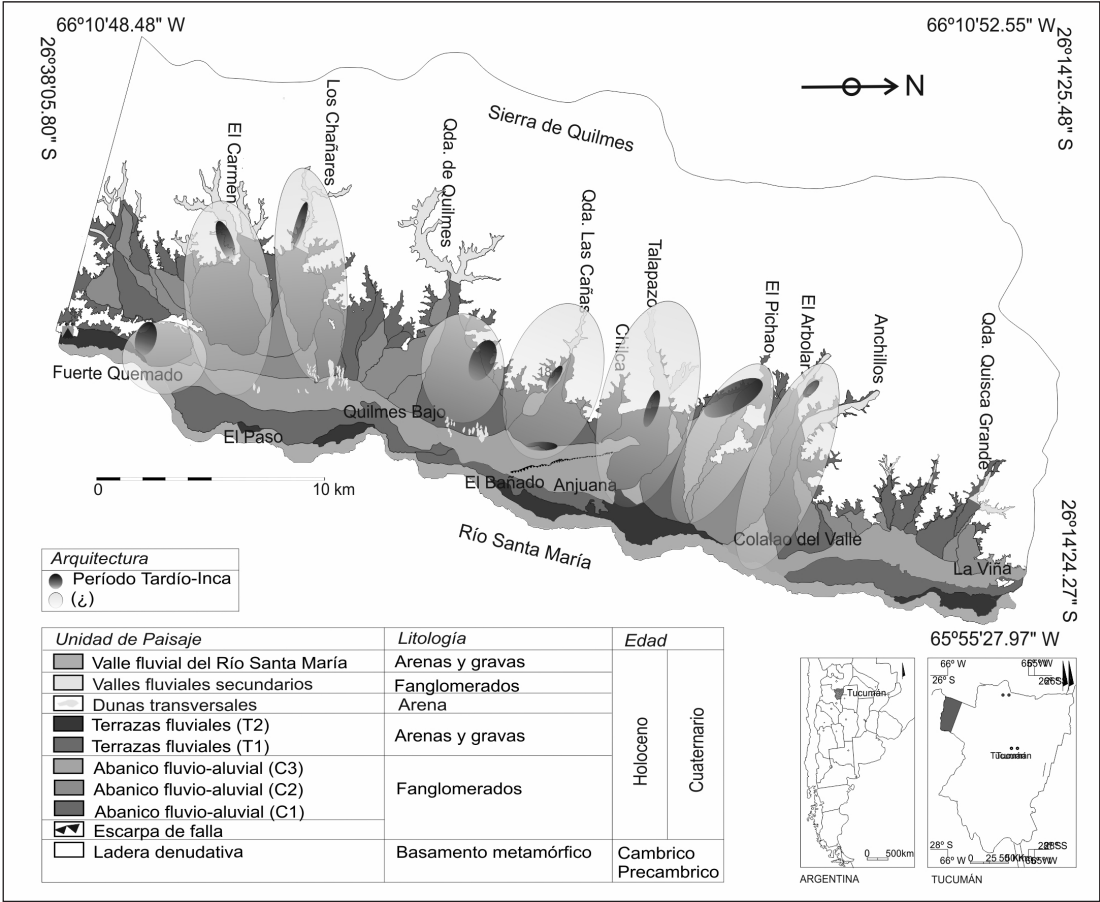 66º10'48.48" W
66º10'52.55" W
26º38'05.80" S
26º14'25.48" S
N
Sierra de Quilmes
El Carmen
Los Chañares
Qda. de Quilmes
Qda. Las Cañas
Talapazo
Chilca
El Pichao
El Arbolar
Anchillos
Qda. Quisca Grande
Fuerte Quemado
Quilmes Bajo
El Paso
El Bañado
Anjuana
Colalao del Valle
La Viña
Río Santa María
0 10 km
26º14'24.27" S
65º55'27.97" W
Arquitectura
Período Tardío-Inca
(¿)
Unidad de Paisaje Litología Edad
Valle fluvial del Río Santa María Arenas y gravas
Valles fluviales secundarios Fanglomerados
Dunas transversales Arena
Terrazas fluviales (T2)
Terrazas fluviales (T1)
Arenas y gravas
Abanico fluvio-aluvial (C3)
Abanico fluvio-aluvial (C2)
Abanico fluvio-aluvial (C1)
Fanglomerados
Escarpa de falla
Holoceno
Cuaternario
Ladera denudativa Basamento metamórfico Cambrico
Precambrico
Tucumán
0 500km
ARGENTINA
66º W
26º S
28º S
66º W
0 25
TUCUMÁN